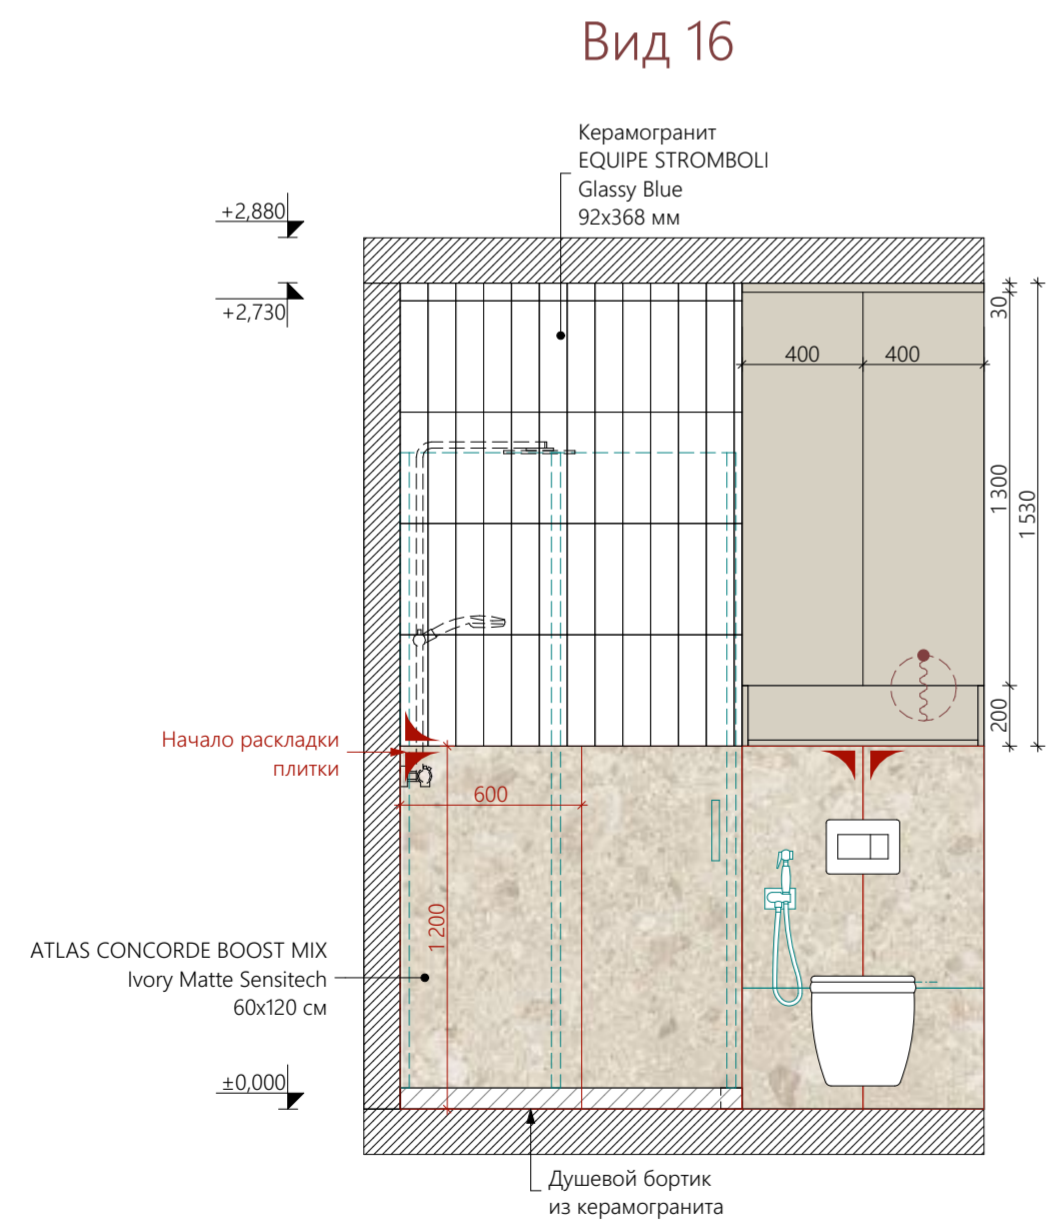 Вид 16
Керамогранит
EQUIPE STROMBOLI
Glassy Blue
92x368 мм
+2,880
+2,730
30
400
400
1 300
1 530
200
Начало раскладки
плитки
600
1 200
ATLAS CONCORDE BOOST MIX
Ivory Matte Sensitech
60x120 см
±0,000
Душевой бортик
из керамогранита